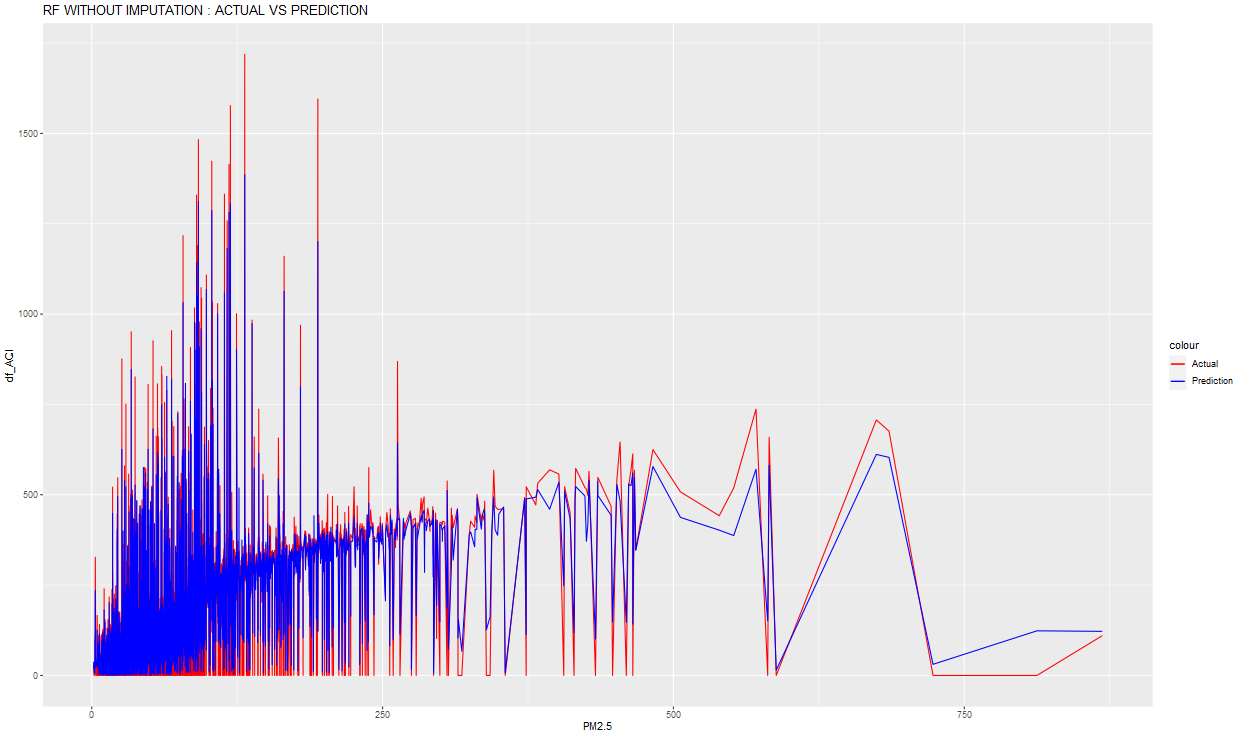 RF WITHOUT IMPUTATION : ACTUAL VS PREDICTION
df_AQI
1500
1000
500
0
0
250
500
750
PM2.5
colour
Actual
Prediction